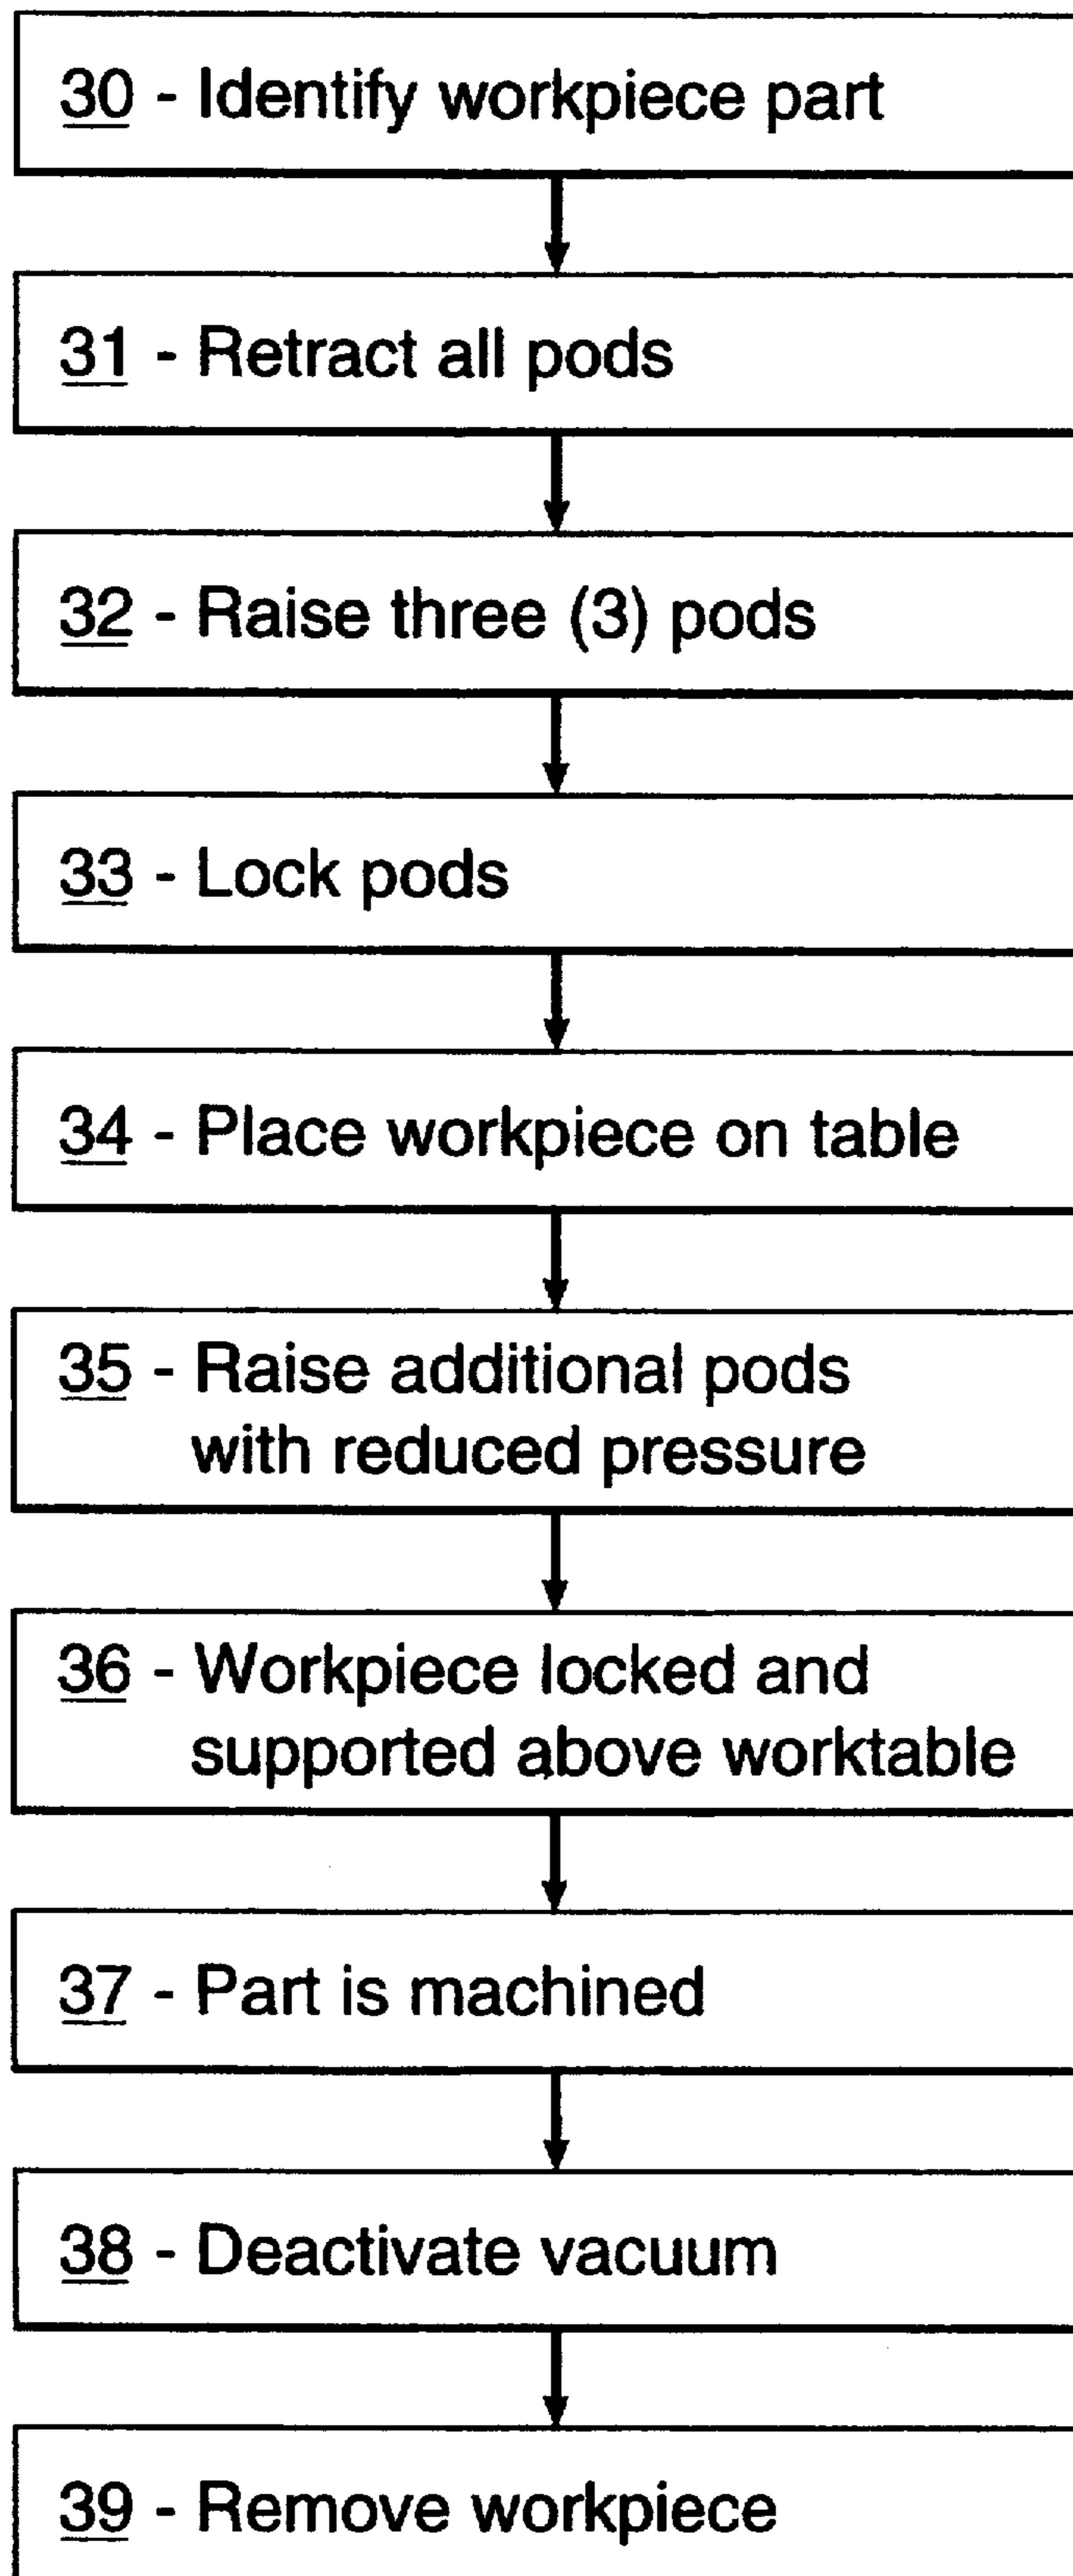 30 - Identify workpiece part
31 - Retract all pods
32 - Raise three (3) pods
33 - Lock pods
34 - Place workpiece on table
35 - Raise additional pods
with reduced pressure
36 - Workpiece locked and
supported above worktable
37 - Part is machined
38 - Deactivate vacuum
39 - Remove workpiece